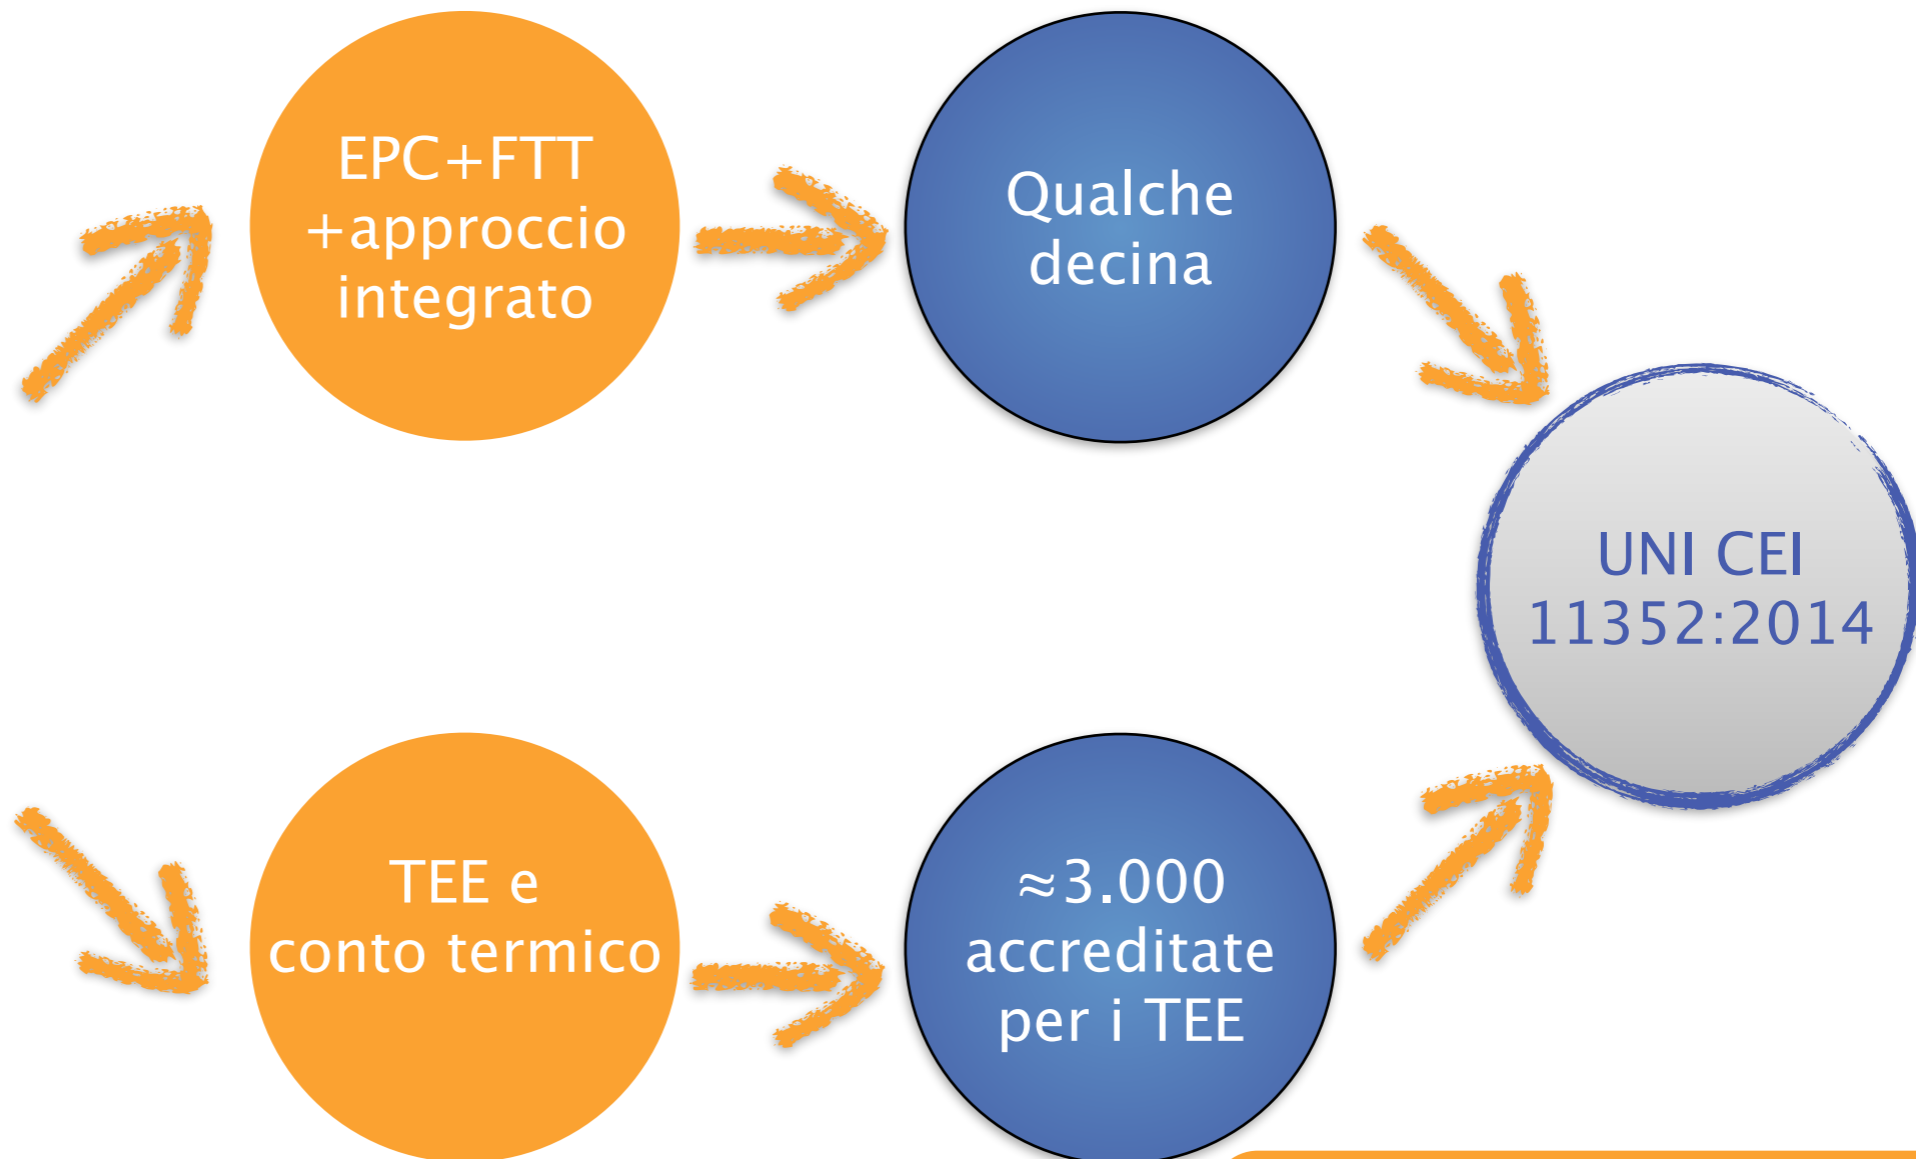 EPC+FTT
+approccio
integrato
Qualche
decina
UNI CEI
11352:2014
TEE e
conto termico
≈3.000
accreditate
per i TEE